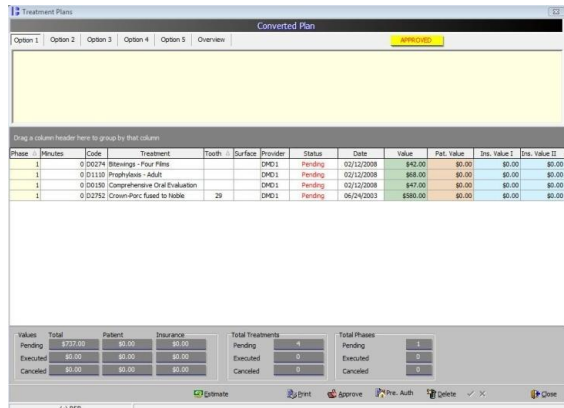 Treatment Plans
Converted Plan
Option 1 Option 2 Option 3 Option 4 Option 5 Overview APPROVED
Drag a column header here to group by that column
Phase Minutes Code Treatment Tooth Surface Provider Status Date Value Pat. Value Ins. Value I Ins. Value II
1 0 D0274 Bitewings - Four Films DMD1 Pending 02/12/2008 $42.00 $0.00 $0.00 $0.00
1 0 D1110 Prophylaxis - Adult DMD1 Pending 02/12/2008 $68.00 $0.00 $0.00 $0.00
1 0 D0150 Comprehensive Oral Evaluation DMD1 Pending 02/12/2008 $47.00 $0.00 $0.00 $0.00
1 0 D2752 Crown-Porc fused to Noble 29 DMD1 Pending 06/24/2003 $580.00 $0.00 $0.00 $0.00
Values Total Patient Insurance Total Treatments Total Phases
Pending $737.00 $0.00 $0.00 Pending 4 Pending 1
Executed $0.00 $0.00 $0.00 Executed 0 Executed 0
Canceled $0.00 $0.00 $0.00 Canceled 0 Canceled 0
Estimate Print Approve Pre. Auth Delete Close